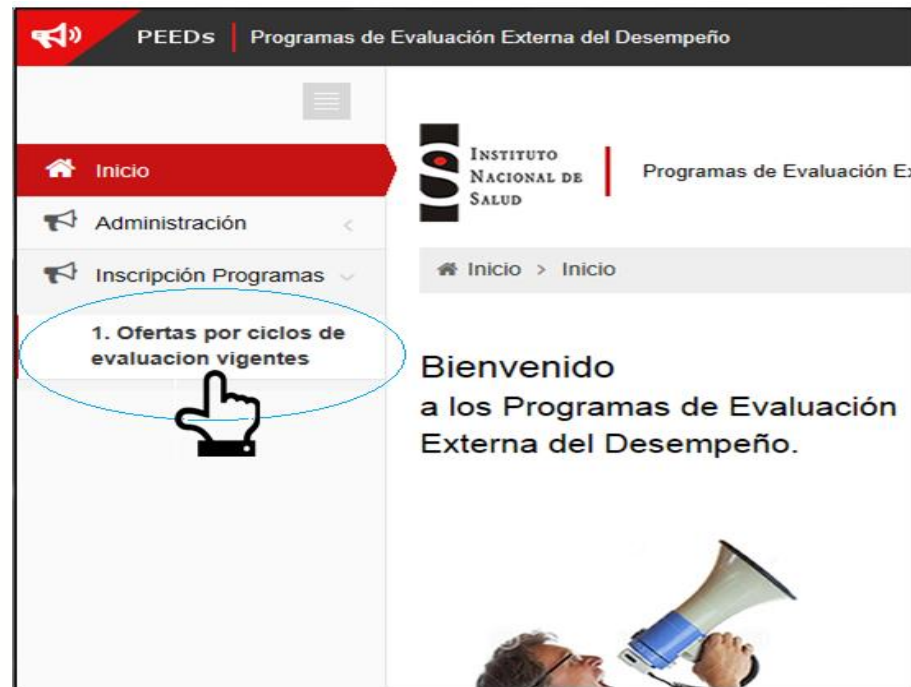 PEEDs Programas de Evaluación Externa del Desempeño
Inicio
Administración
Inscripción Programas
1. Ofertas por ciclos de
evaluacion vigentes
INSTITUTO
NACIONAL DE
SALUD
Programas de Evaluación
Inicio > Inicio
Bienvenido
a los Programas de Evaluación
Externa del Desempeño.